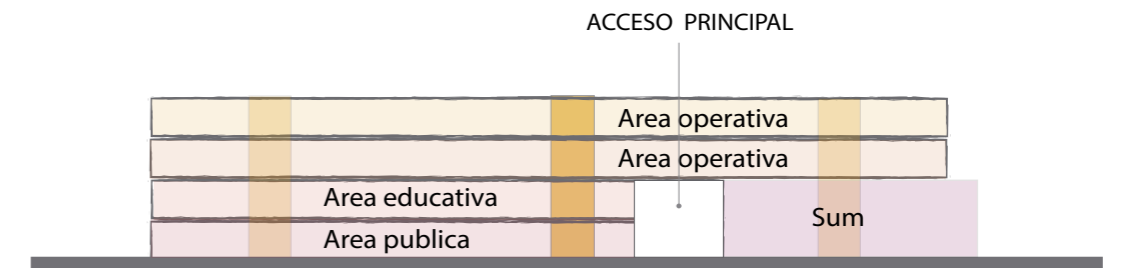 ACCESO PRINCIPAL
Area operativa
Area operativa
Area educativa
Sum
Area publica